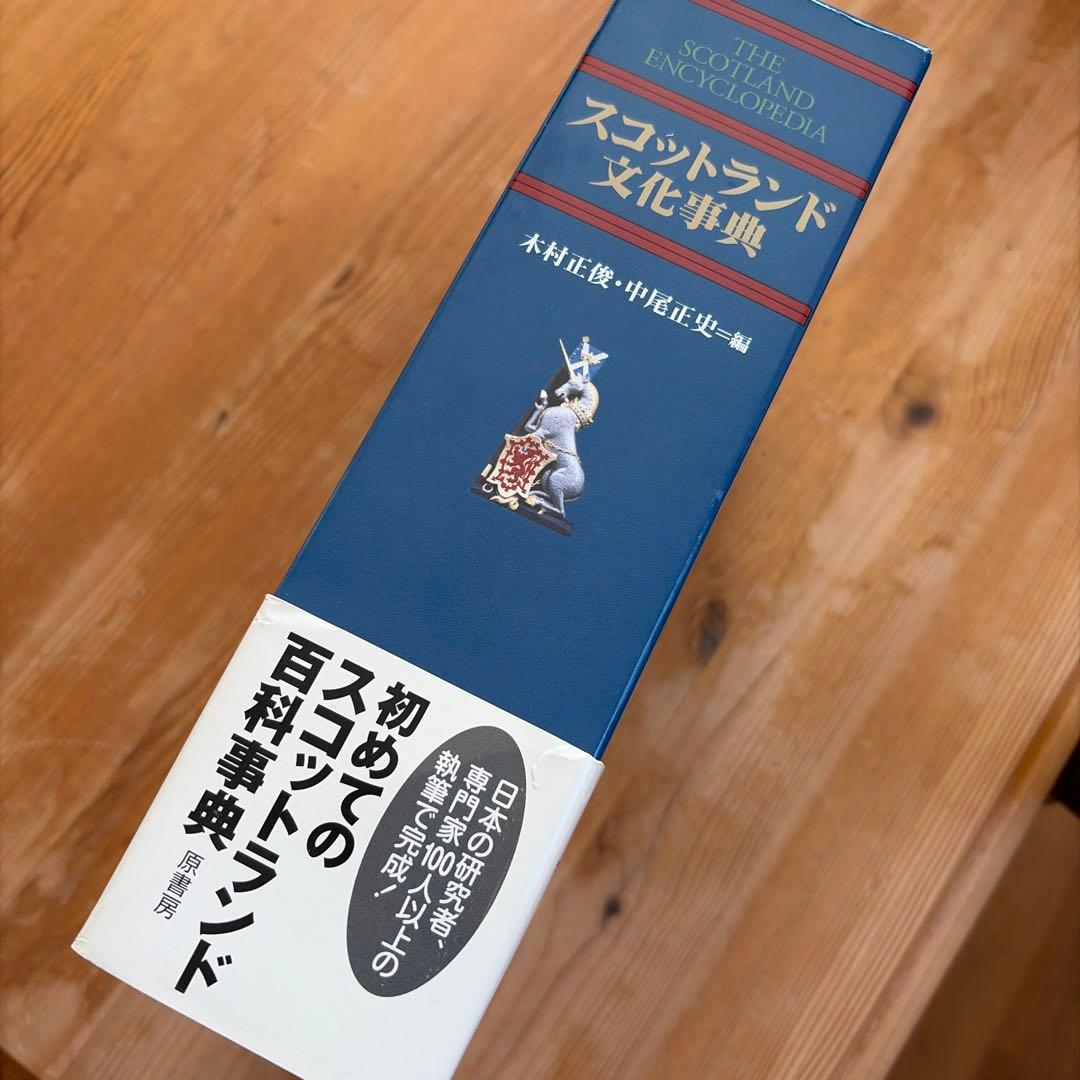 THE
SCOTLAND
ENCYCLOPEDIA
スコットランド
文化事典
木村正俊・中尾正史=編
初めての
スコットランド
百科事典
日本の研究者、
専門家100人以上の
執筆で完成!
原書房